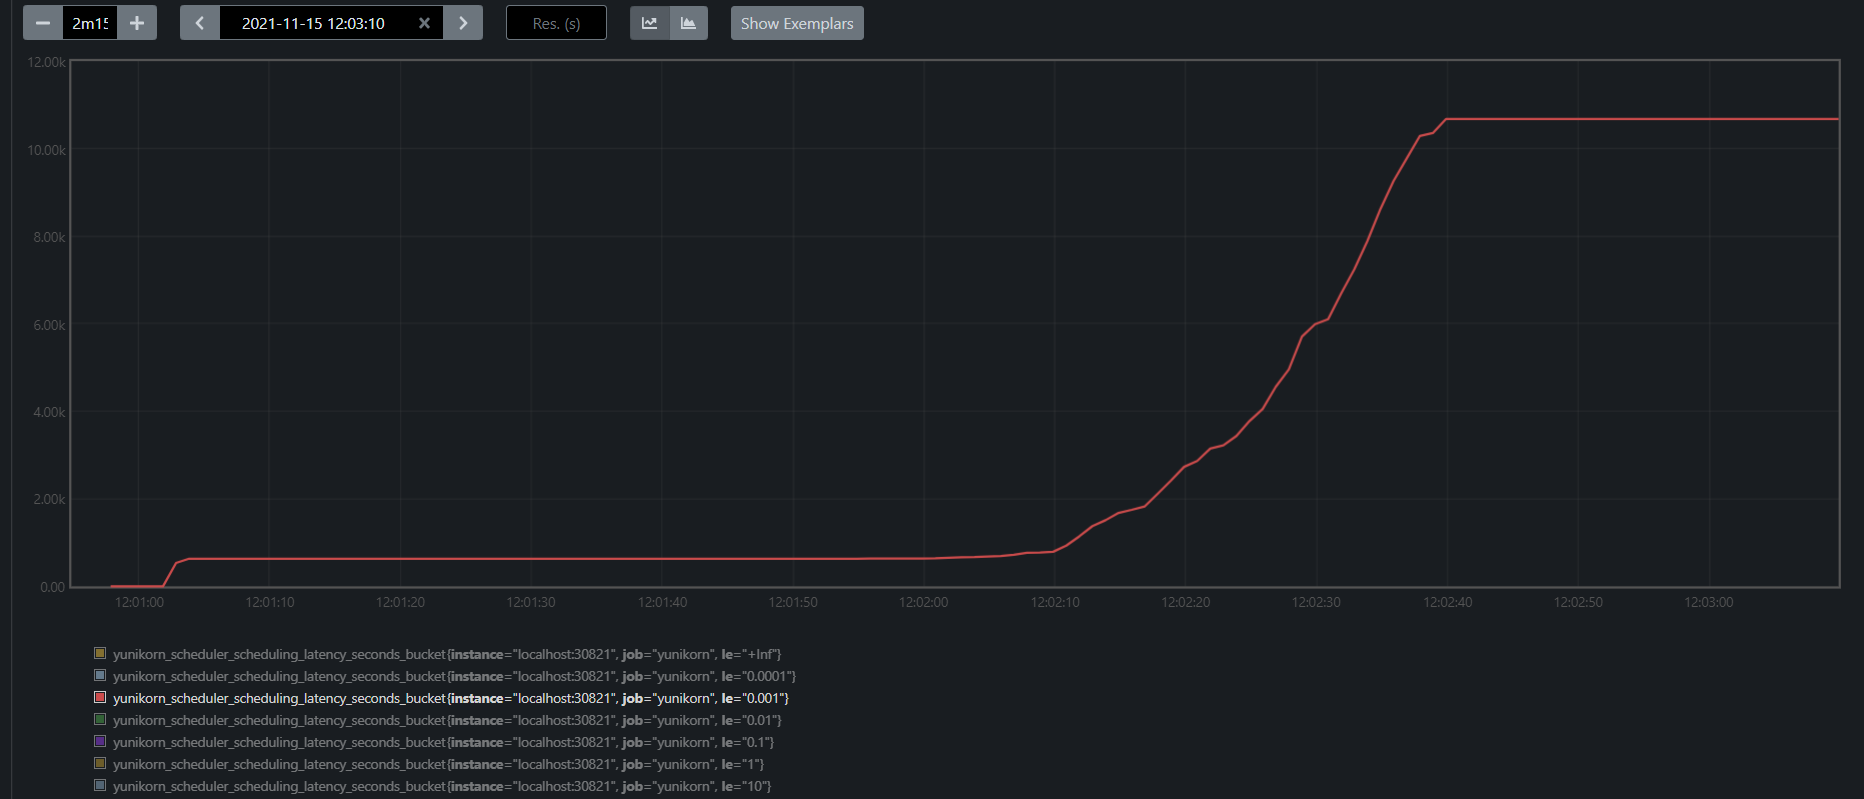 2m15
2021-11-15 12:03:10
Res. (s)
Show Exemplars
12.00k
10.00k
8.00k
6.00k
4.00k
2.00k
0.00
12:01:00 12:01:10 12:01:20 12:01:30 12:01:40 12:01:50 12:02:00 12:02:10 12:02:20 12:02:30 12:02:40 12:02:50 12:03:00
yunikorn_scheduler_scheduling_latency_seconds_bucket{instance="localhost:30821", job="yunikorn", le="+Inf"}
yunikorn_scheduler_scheduling_latency_seconds_bucket{instance="localhost:30821", job="yunikorn", le="0.0001"}
yunikorn_scheduler_scheduling_latency_seconds_bucket{instance="localhost:30821", job="yunikorn", le="0.001"}
yunikorn_scheduler_scheduling_latency_seconds_bucket{instance="localhost:30821", job="yunikorn", le="0.01"}
yunikorn_scheduler_scheduling_latency_seconds_bucket{instance="localhost:30821", job="yunikorn", le="0.1"}
yunikorn_scheduler_scheduling_latency_seconds_bucket{instance="localhost:30821", job="yunikorn", le="1"}
yunikorn_scheduler_scheduling_latency_seconds_bucket{instance="localhost:30821", job="yunikorn", le="10"}